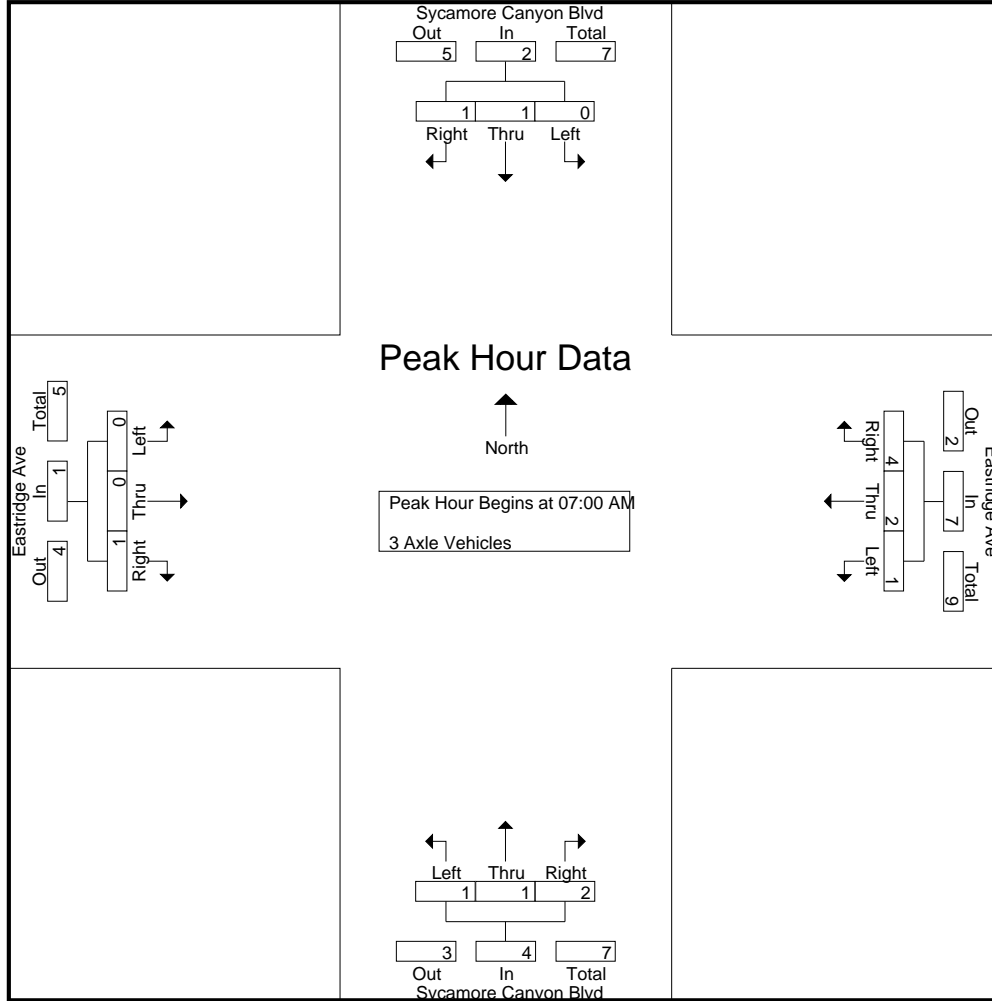 Sycamore Canyon Blvd
Out In Total
5 2 7
1 1 0
Right Thru Left
Peak Hour Data
North
Peak Hour Begins at 07:00 AM
3 Axle Vehicles
Eastridge Ave
Total In Out
5 1 4
0 0 1
Left Thru Right
Right Thru Left
4 2 1
Out In Total
2 7 9
Eastridge Ave
Left Thru Right
1 1 2
3 4 7
Out In Total
Sycamore Canyon Blvd